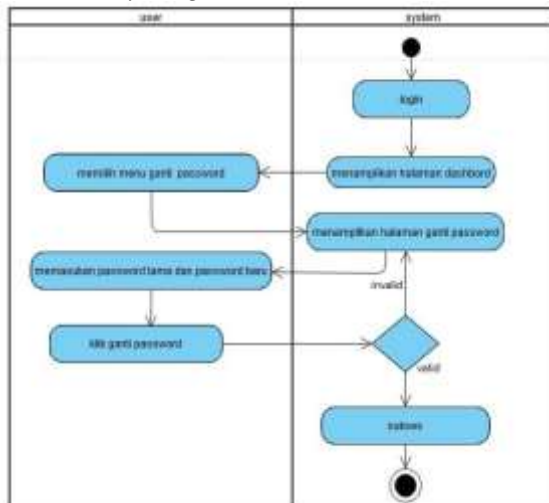 user
system
login
menampilkan halaman dashbord
memilih menu ganti password
menampilkan halaman ganti password
memasukan password lama dan password baru
invalid
klik ganti password
valid
sukses